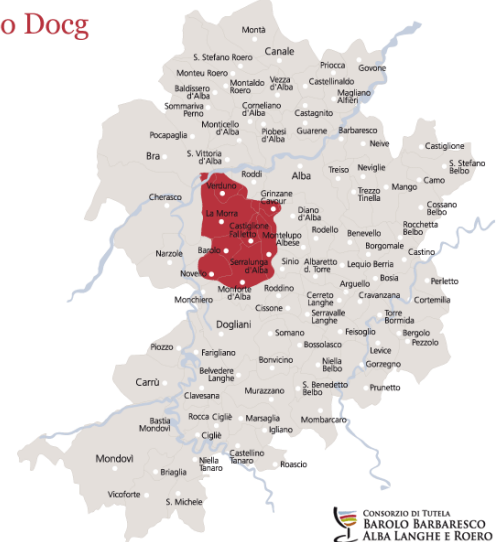 o Docg
Montà
Canale
S. Stefano Roero
Priocca
Govone
Monteu Roero
Montaldo
Roero
Vezza
d'Alba
Castellinaldo
Baldissero
d'Alba
Magliano
Alfieri
Sommariva
Perno
Corneliano
d'Alba
Castagnito
Monticello
d'Alba
Piobesi
d'Alba
Guarene
Barbaresco
Pocapaglia
Neive
Castiglione
Bra
S. Vittoria
d'Alba
Roddi
Alba
Treiso
Neviglie
S. Stefano
Belbo
Verduno
Grinzane
Cavour
Trezzo
Tinella
Mango
Camo
Cherasco
La Morra
Diano
d'Alba
Cossano
Belbo
Castiglione
Falletto
Montelupo
Albese
Rodello
Benevello
Rocchetta
Belbo
Borgomale
Castino
Narzole
Barolo
Serralunga
d'Alba
Sinio
Albaretto
d. Torre
Lequio Berria
Novello
Bosia
Perletto
Monforte
d'Alba
Roddino
Arguello
Monchiero
Cerreto
Langhe
Cravanzana
Cortemilia
Cissone
Serravalle
Langhe
Torre
Bormida
Dogliani
Somano
Feisoglio
Bergolo
Pezzolo
Bossolasco
Levice
Piozzo
Farigliano
Bonvicino
Niella
Belbo
Gorzegno
Belvedere
Langhe
Carrù
Murazzano
S. Benedetto
Belbo
Prunetto
Clavesana
Bastia
Mondovì
Rocca Cigliè
Marsaglia
Mombarcaro
Cigliè
Igliano
Mondovì
Niella
Tanaro
Castellino
Tanaro
Roascio
Briaglia
Vicoforte
S. Michele
CONSORZIO DI TUTELA
BAROLO BARBARESCO
ALBA LANGHE E ROERO